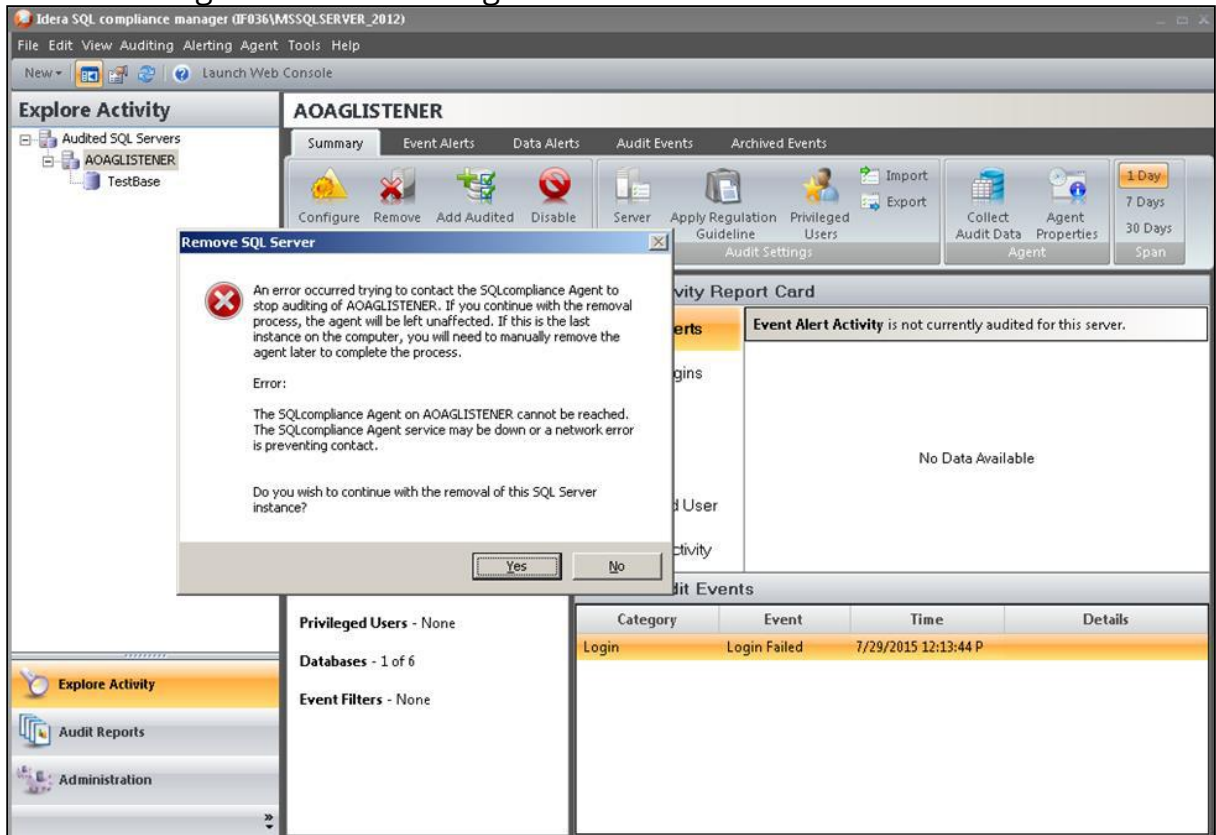 Idera SQL compliance manager (IF036\MSSQLSERVER_2012)
File Edit View Auditing Alerting Agent Tools Help
New Launch Web Console
Explore Activity
Audited SQL Servers
AOAGLISTENER
TestBase
AOAGLISTENER
Summary Event Alerts Data Alerts Audit Events Archived Events
Configure Remove Add Audited Disable
Server Apply Regulation Guideline Privileged Users
Import
Export
Audit Settings
Collect Audit Data Agent Properties
Agent
1 Day
7 Days
30 Days
Span
Remove SQL Server
An error occurred trying to contact the SQLcompliance Agent to
stop auditing of AOAGLISTENER. If you continue with the removal
process, the agent will be left unaffected. If this is the last
instance on the computer, you will need to manually remove the
agent later to complete the process.
Error:
The SQLcompliance Agent on AOAGLISTENER cannot be reached.
The SQLcompliance Agent service may be down or a network error
is preventing contact.
Do you wish to continue with the removal of this SQL Server
instance?
Yes No
vity Report Card
erts
gins
d User
ctivity
Event Alert Activity is not currently audited for this server.
No Data Available
dit Events
Category Event Time Details
Login Login Failed 7/29/2015 12:13:44 P
Privileged Users - None
Databases - 1 of 6
Event Filters - None
Explore Activity
Audit Reports
Administration